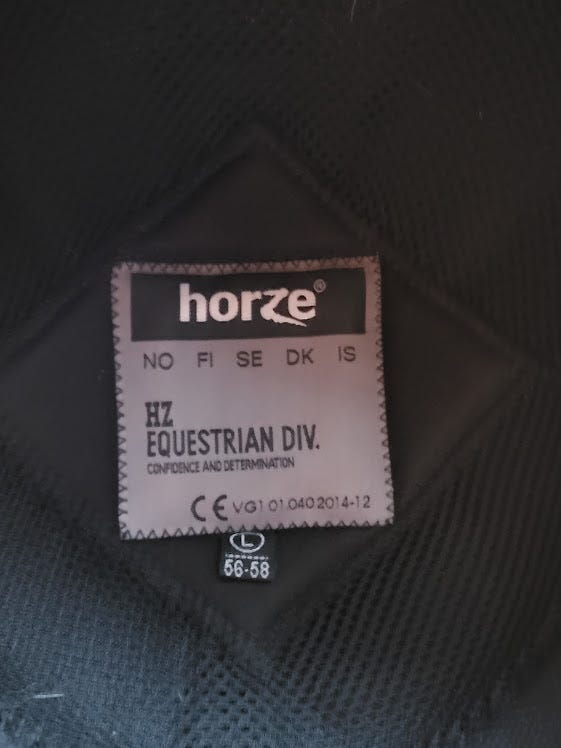 horze®
NO FI SE DK IS
HZ
EQUESTRIAN DIV.
CONFIDENCE AND DETERMINATION
CE VG1 01.040 2014-12
L
56-58